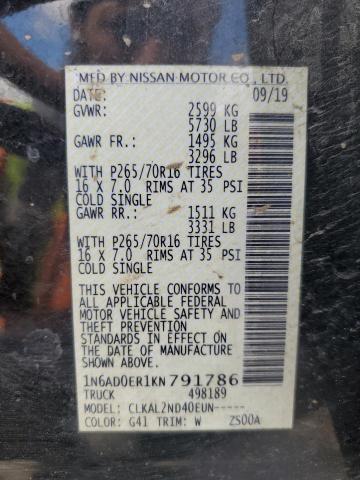 MFD BY NISSAN MOTOR CO., LTD.
DATE: 09/19
GVWR: 2599 KG
5730 LB
GAWR FR.: 1495 KG
3296 LB
WITH P265/70R16 TIRES
16 X 7.0 RIMS AT 35 PSI
COLD SINGLE
GAWR RR.: 1511 KG
3331 LB
WITH P265/70R16 TIRES
16 X 7.0 RIMS AT 35 PSI
COLD SINGLE
THIS VEHICLE CONFORMS TO
ALL APPLICABLE FEDERAL
MOTOR VEHICLE SAFETY AND
THEFT PREVENTION
STANDARDS IN EFFECT ON
THE DATE OF MANUFACTURE
SHOWN ABOVE.
1N6AD0ER1KN791786
TRUCK 498189
MODEL: CLKAL2ND40EUN-----
COLOR: G41 TRIM: W ZS00A